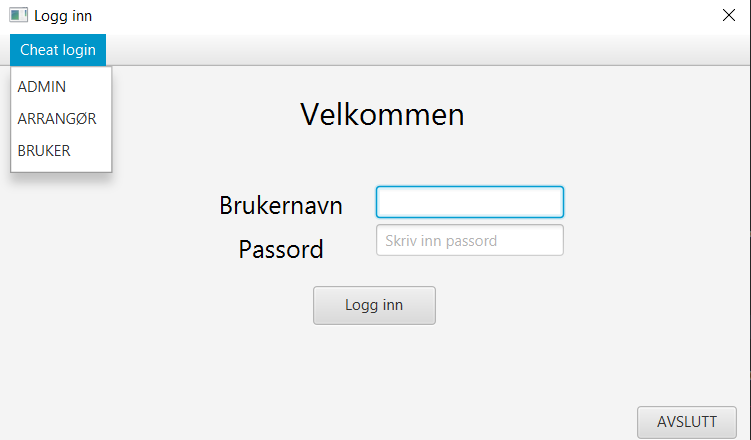 Logg inn
Cheat login
ADMIN
ARRANGØR
BRUKER
Velkommen
Brukernavn
Passord
Skriv inn passord
Logg inn
AVSLUTT